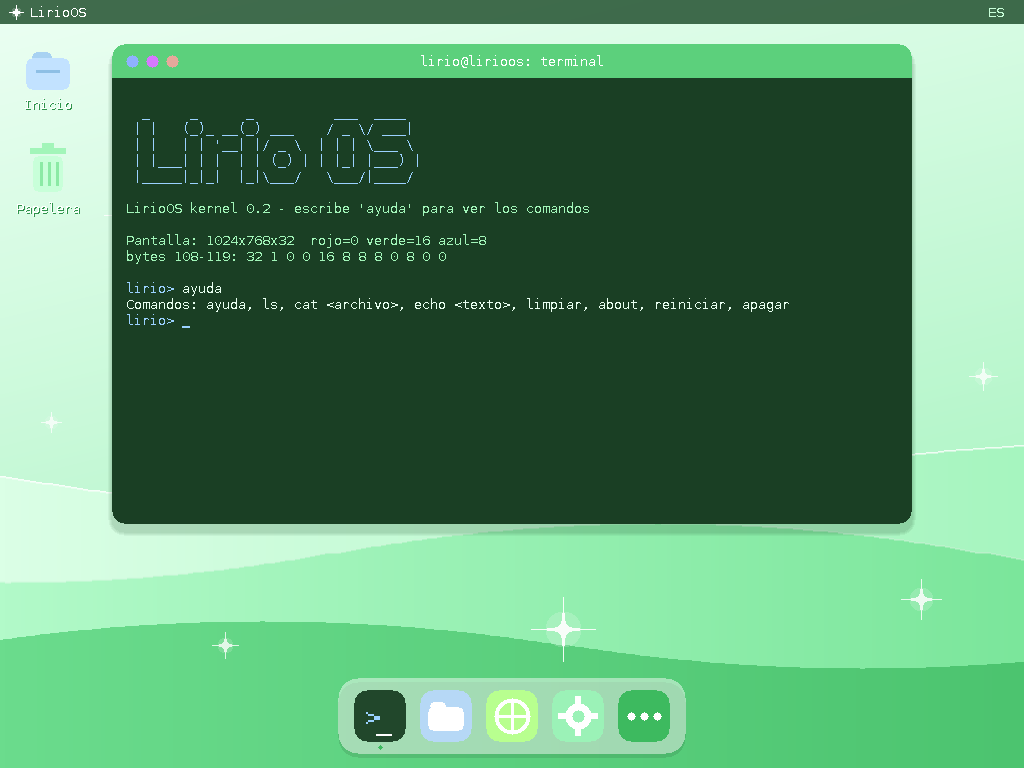 LirioOS
ES
lirio@lirioos: terminal
Inicio
Papelera
Lirio OS
LirioOS kernel 0.2 - escribe 'ayuda' para ver los comandos
Pantalla: 1024x768x32  rojo=0 verde=16 azul=8
bytes 108-119: 32 1 0 0 16 8 8 8 0 8 0 0
lirio> ayuda
Comandos: ayuda, ls, cat <archivo>, echo <texto>, limpiar, about, reiniciar, apagar
lirio> _
>_